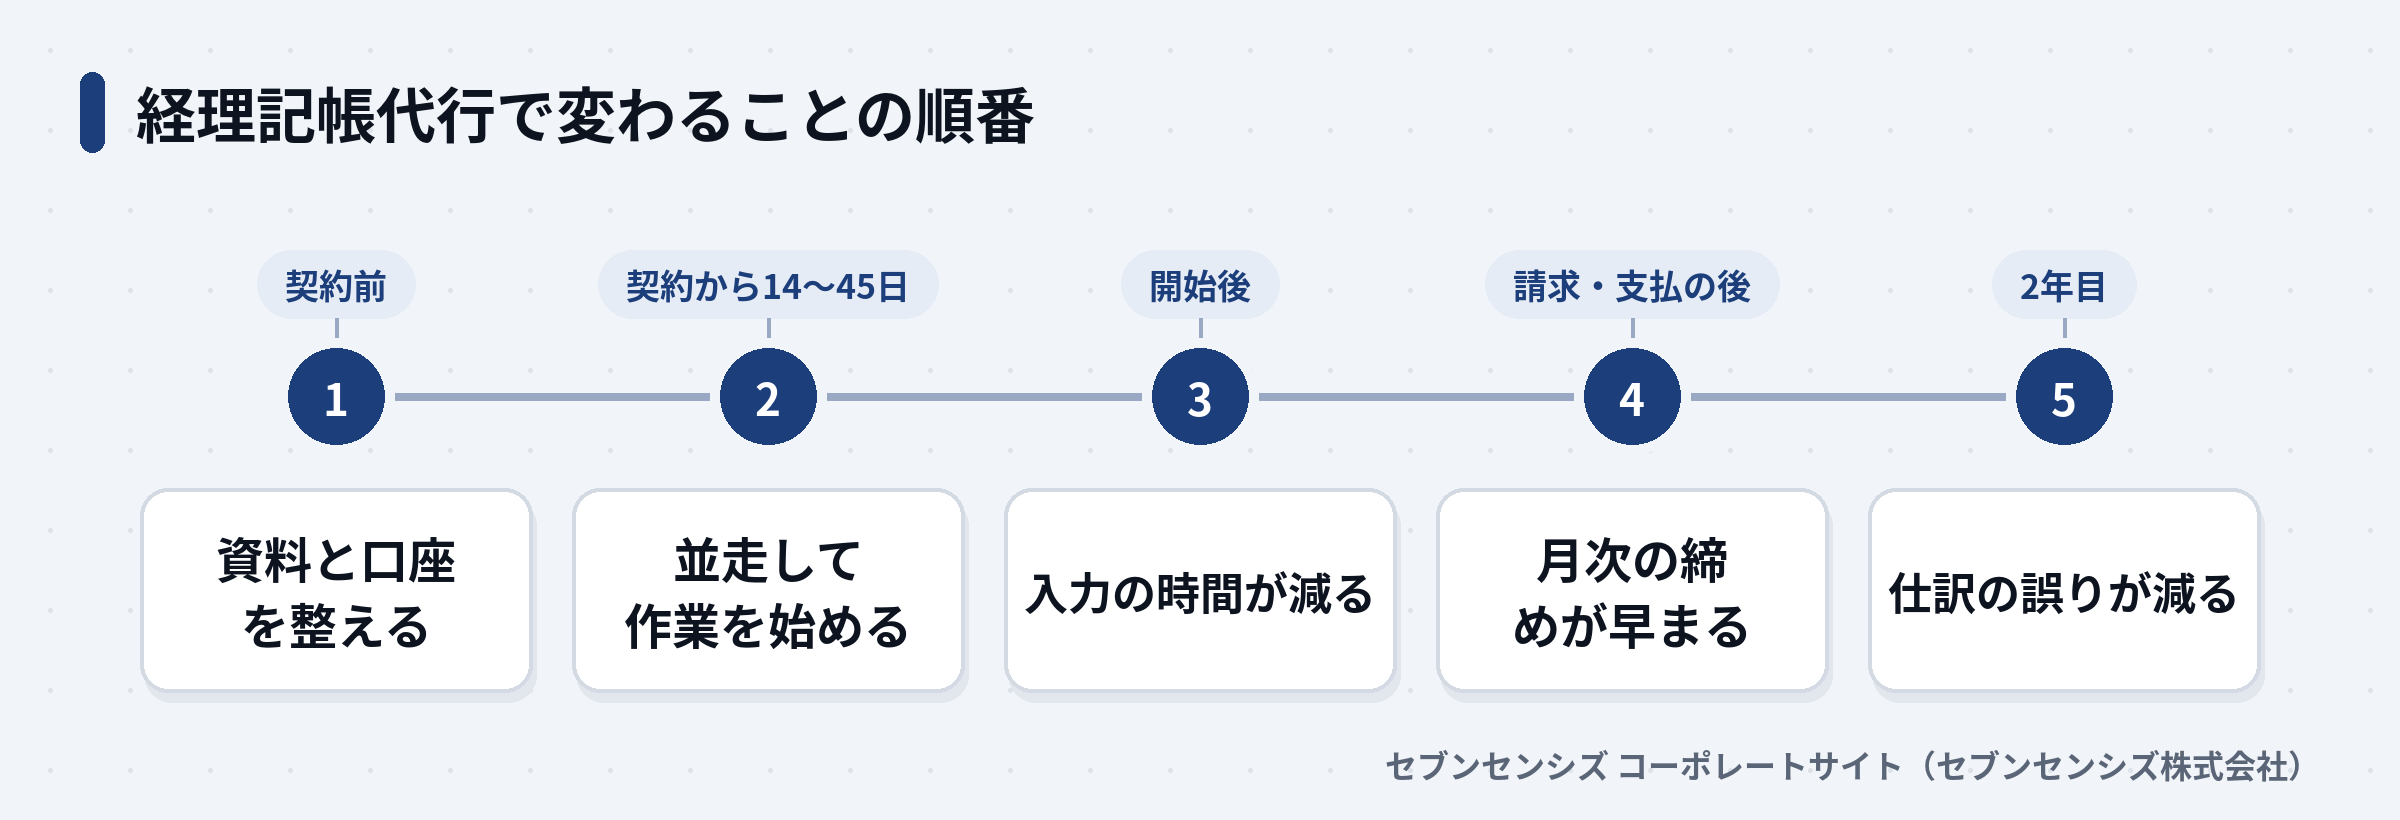 経理記帳代行で変わることの順番
契約前
契約から14〜45日
開始後
請求・支払の後
2年目
1
2
3
4
5
資料と口座
を整える
並走して
作業を始める
入力の時間が減る
月次の締
めが早まる
仕訳の誤りが減る
セブンセンシズ コーポレートサイト（セブンセンシズ株式会社）